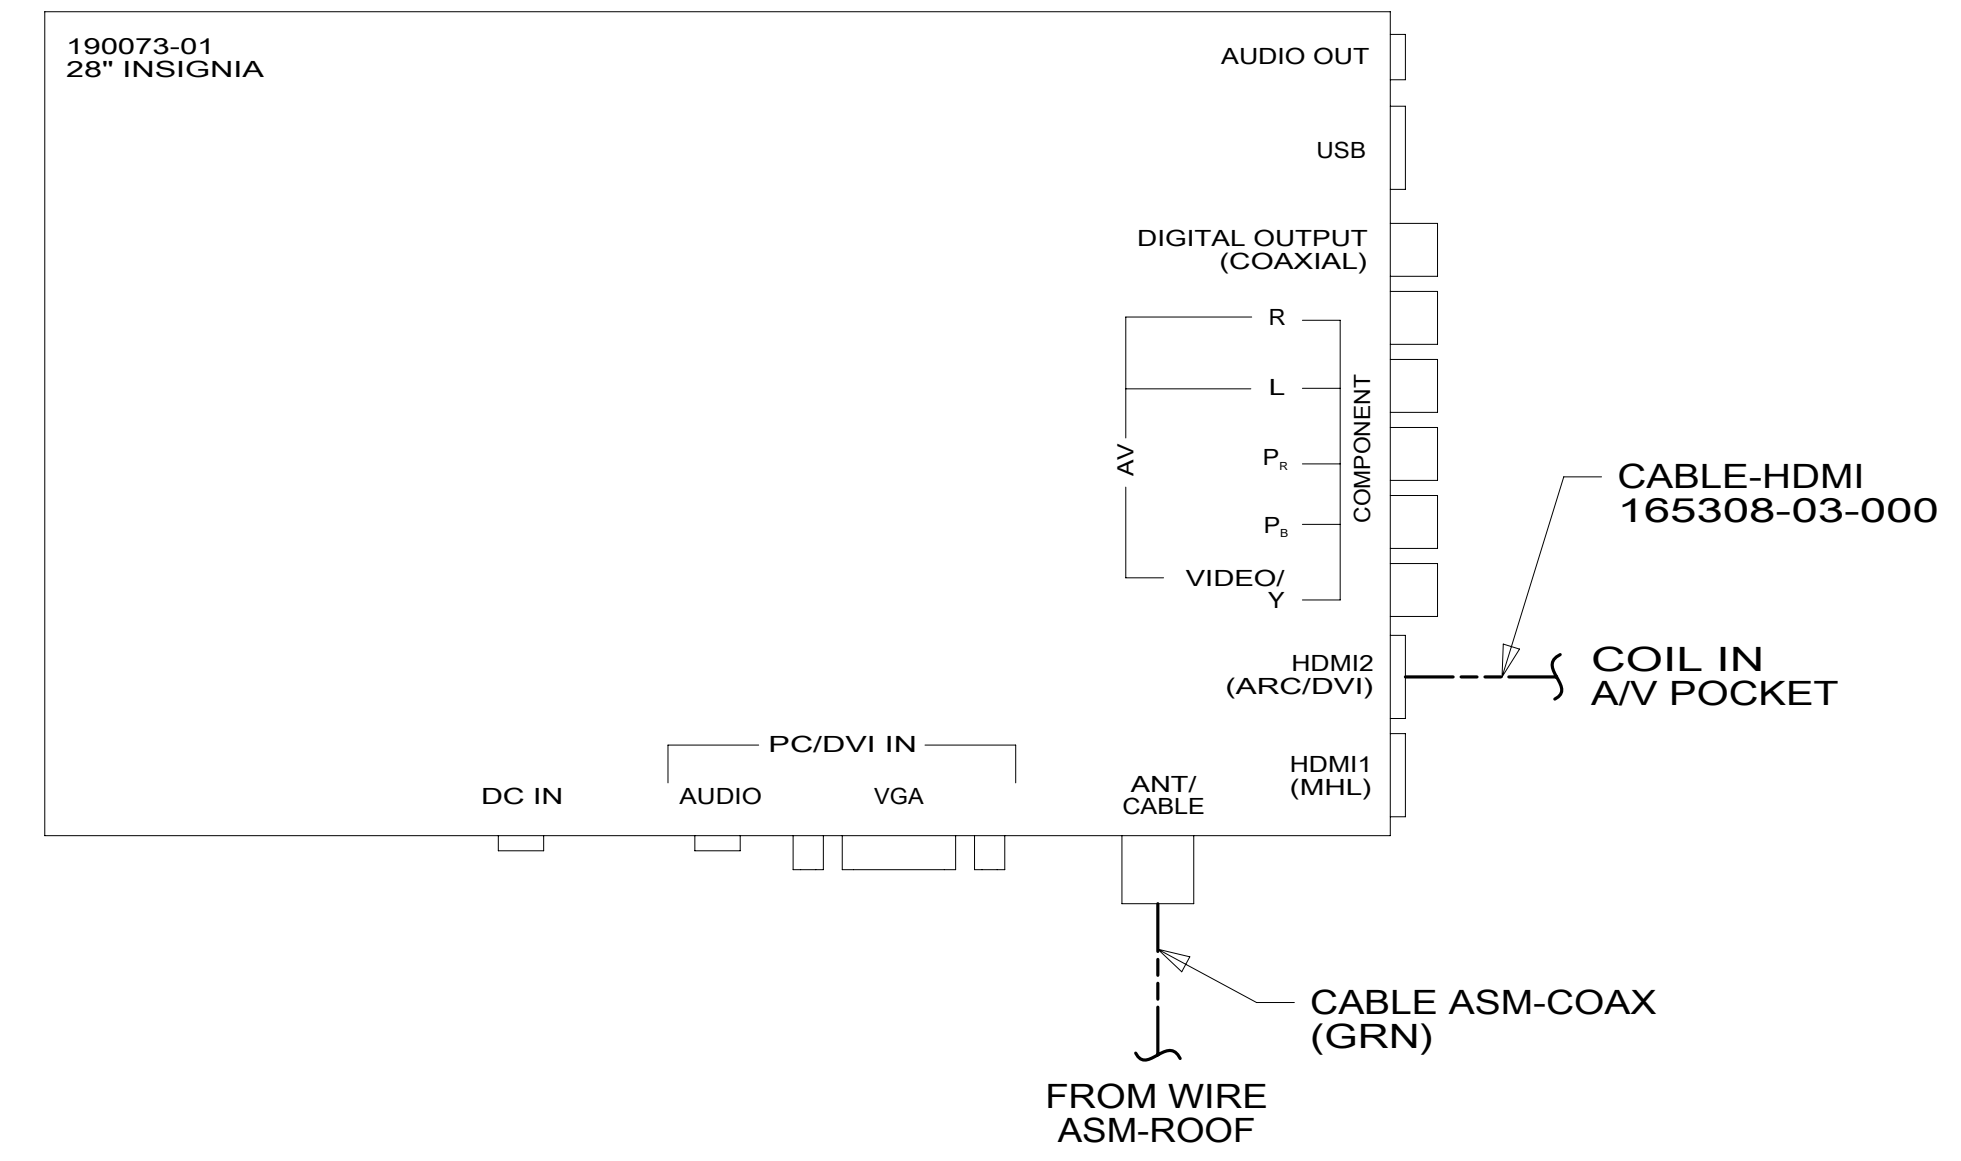 190073-01
28" INSIGNIA
AUDIO OUT
USB
DIGITAL OUTPUT
(COAXIAL)
R
L
PR
PB
VIDEO/
Y
AV
COMPONENT
CABLE-HDMI
165308-03-000
HDMI2
(ARC/DVI)
COIL IN
A/V POCKET
HDMI1
(MHL)
PC/DVI IN
DC IN
AUDIO
VGA
ANT/
CABLE
CABLE ASM-COAX
(GRN)
FROM WIRE
ASM-ROOF